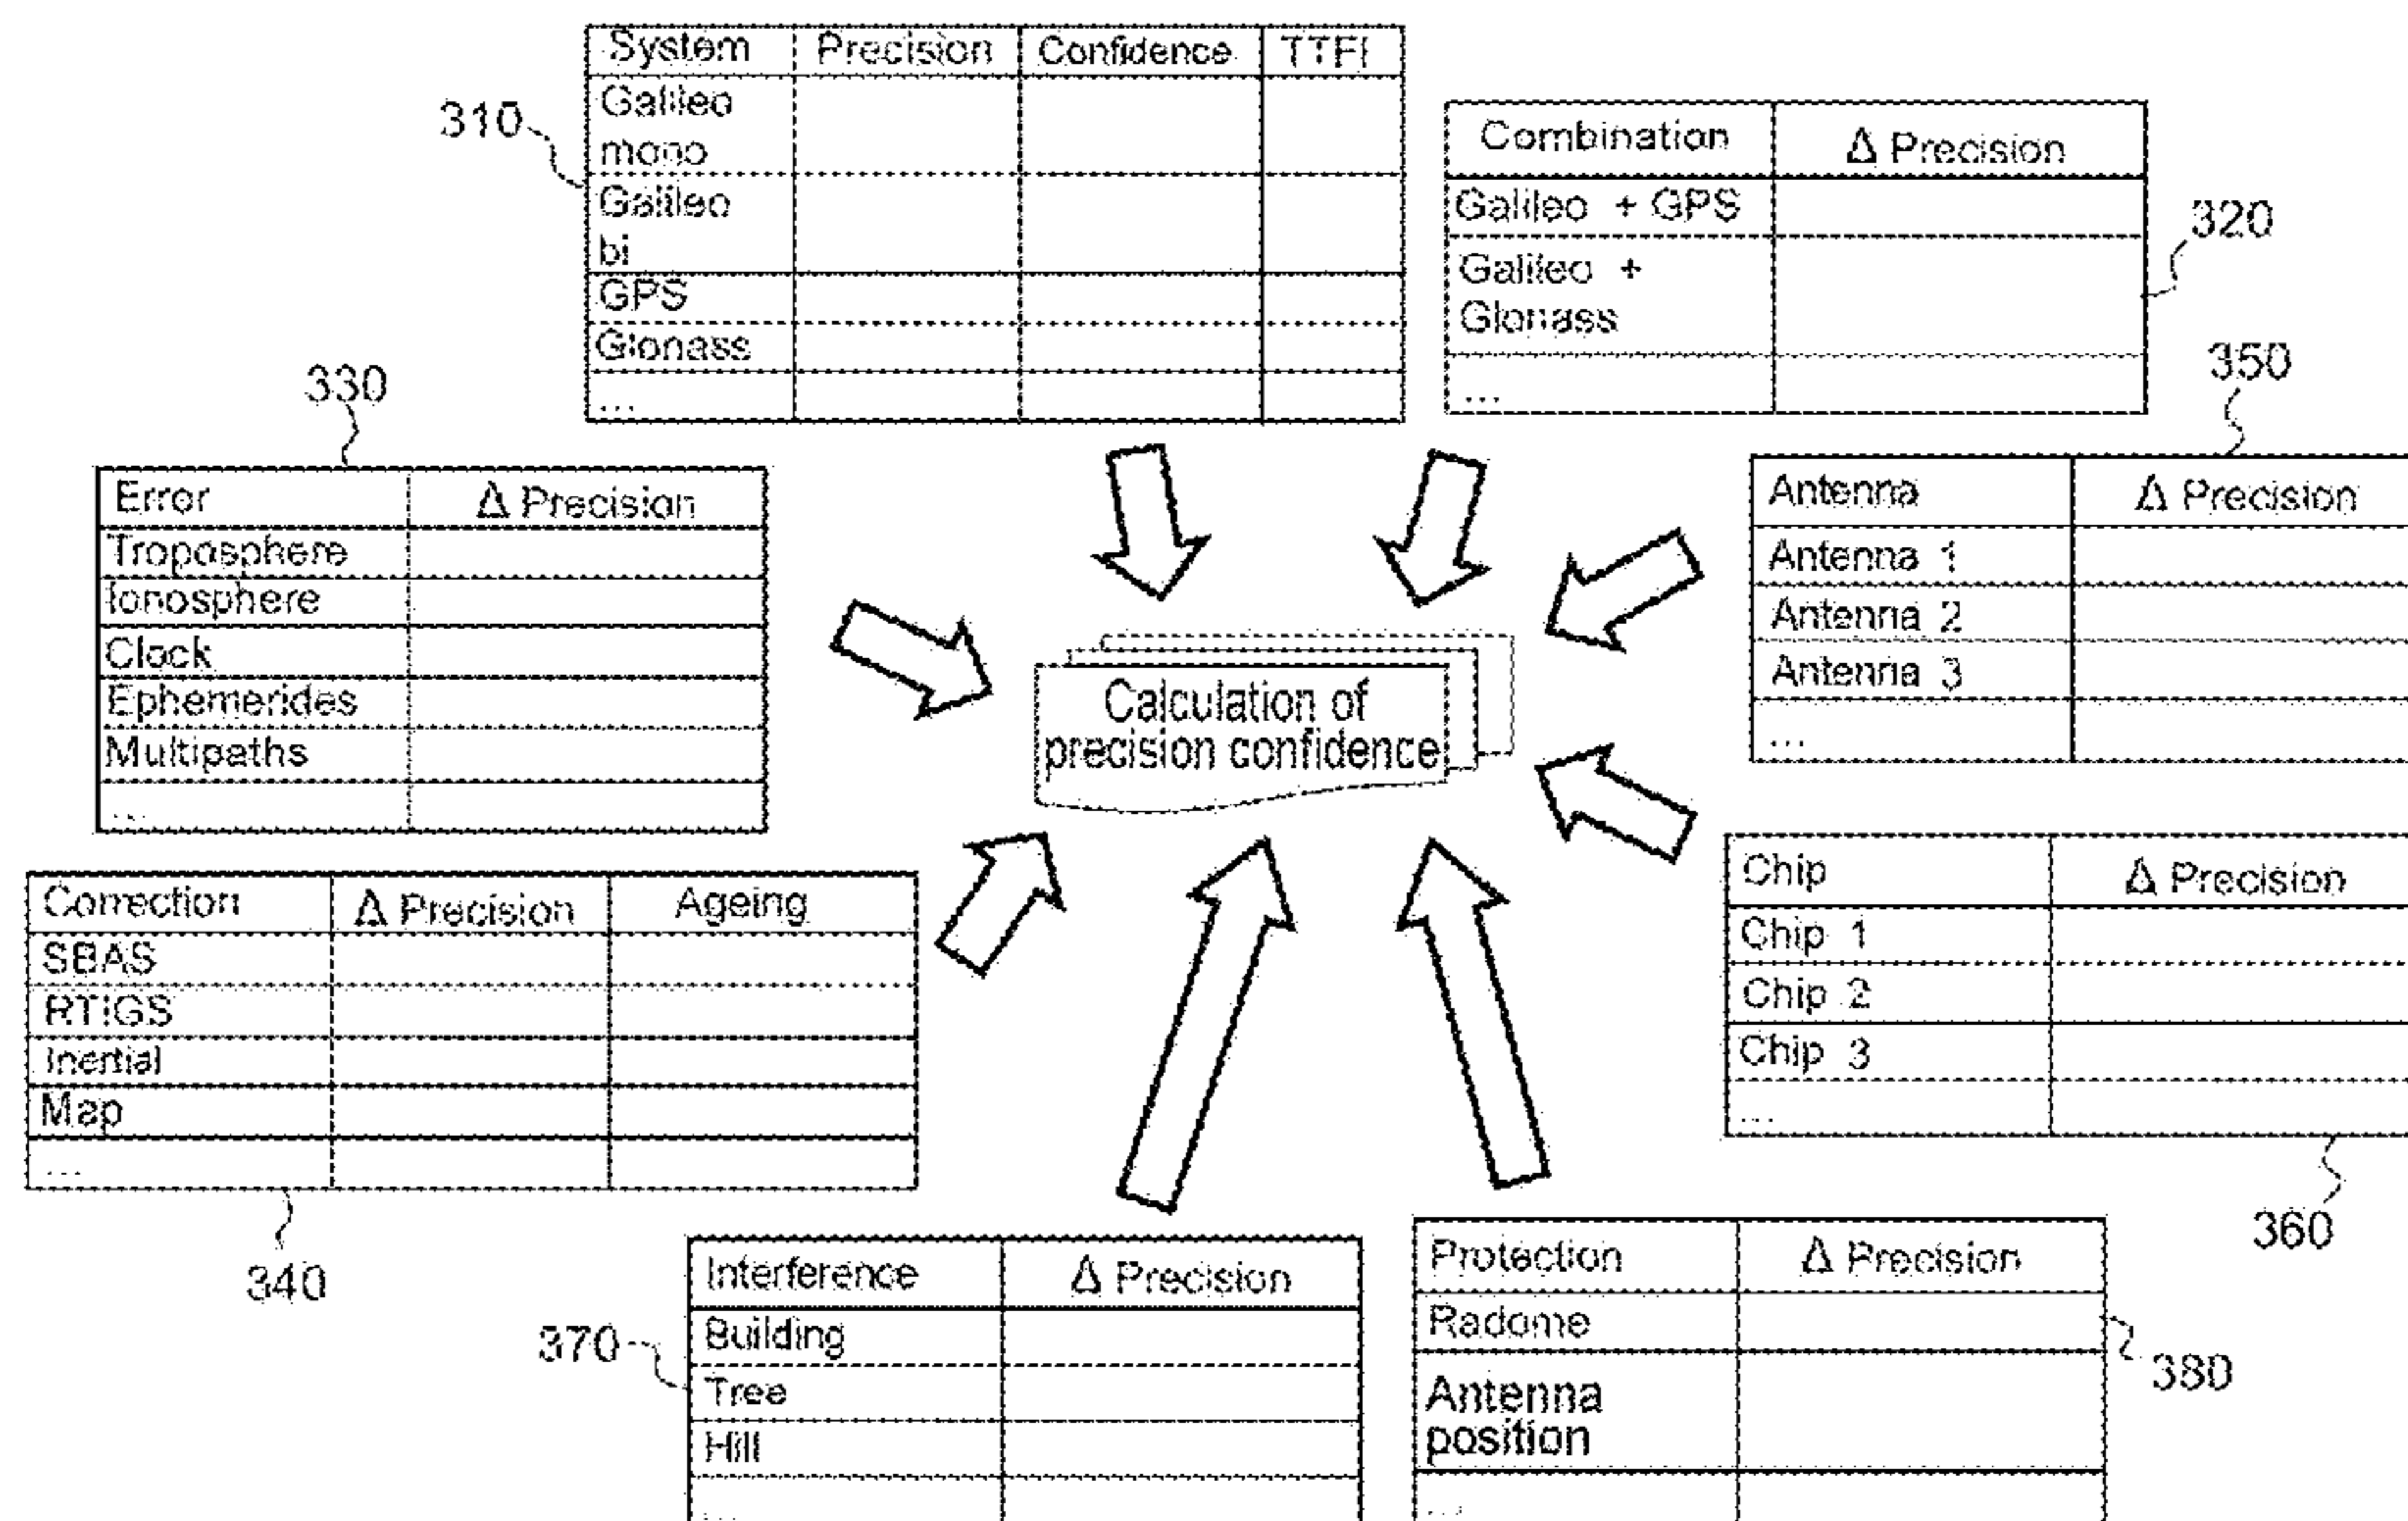 System Precision Confidence TTFF
Galileo
mono
Galileo
bi
GPS
Glonass
...
310
Combination Δ Precision
Galileo + GPS
Galileo +
Glonass
...
320
330
Error Δ Precision
Troposphere
Ionosphere
Clock
Ephemerides
Multipaths
...
350
Antenna Δ Precision
Antenna 1
Antenna 2
Antenna 3
...
Calculation of
precision confidence
Correction Δ Precision Ageing
SBAS
RTIGS
Inertial
Map
...
340
Chip Δ Precision
Chip 1
Chip 2
Chip 3
...
360
Interference Δ Precision
Building
Tree
Hill
...
370
Protection Δ Precision
Radome
Antenna
position
...
380